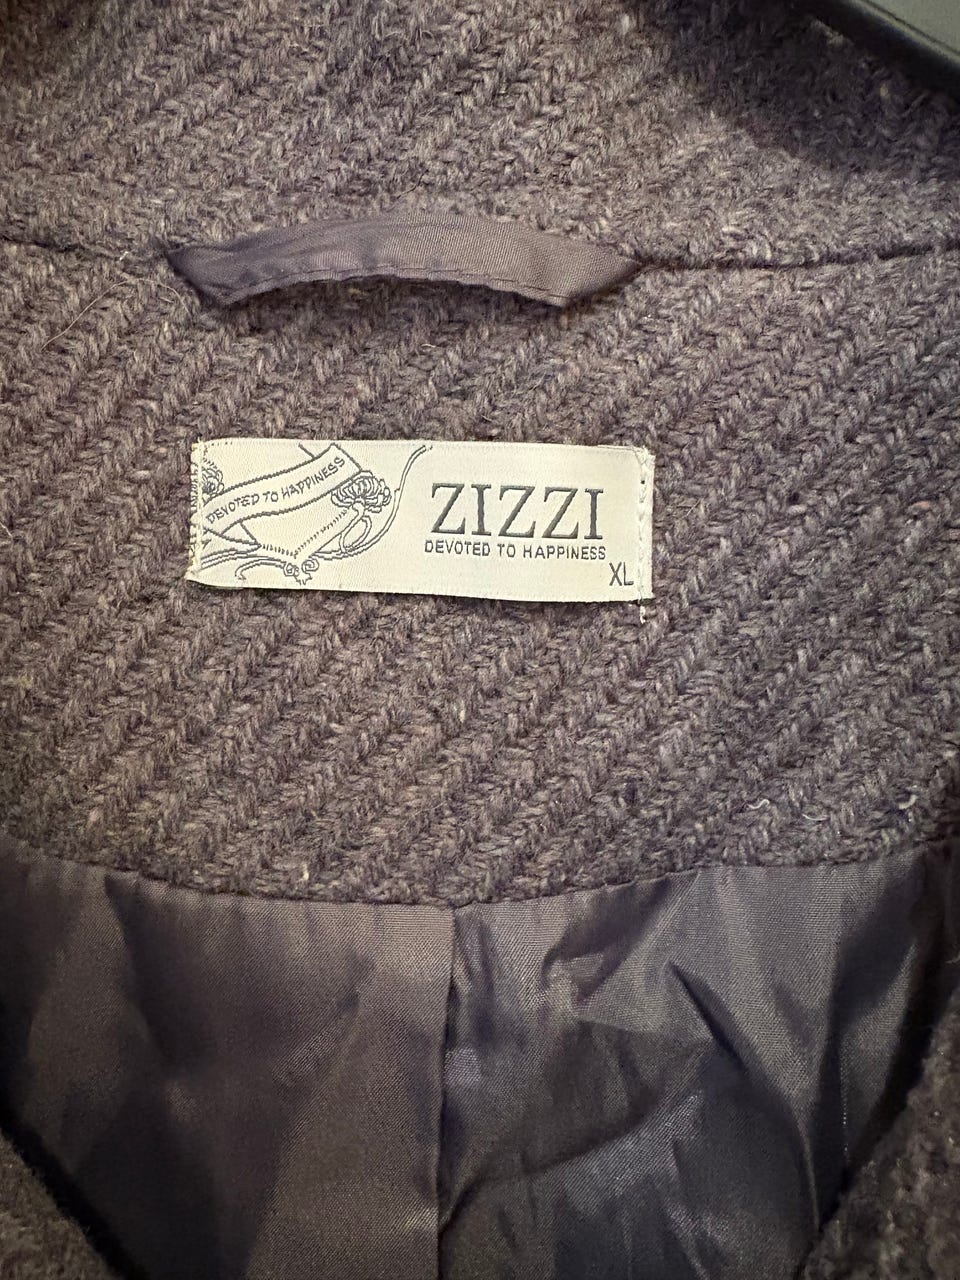 DEVOTED TO HAPPINESS
ZIZZI
DEVOTED TO HAPPINESS
XL